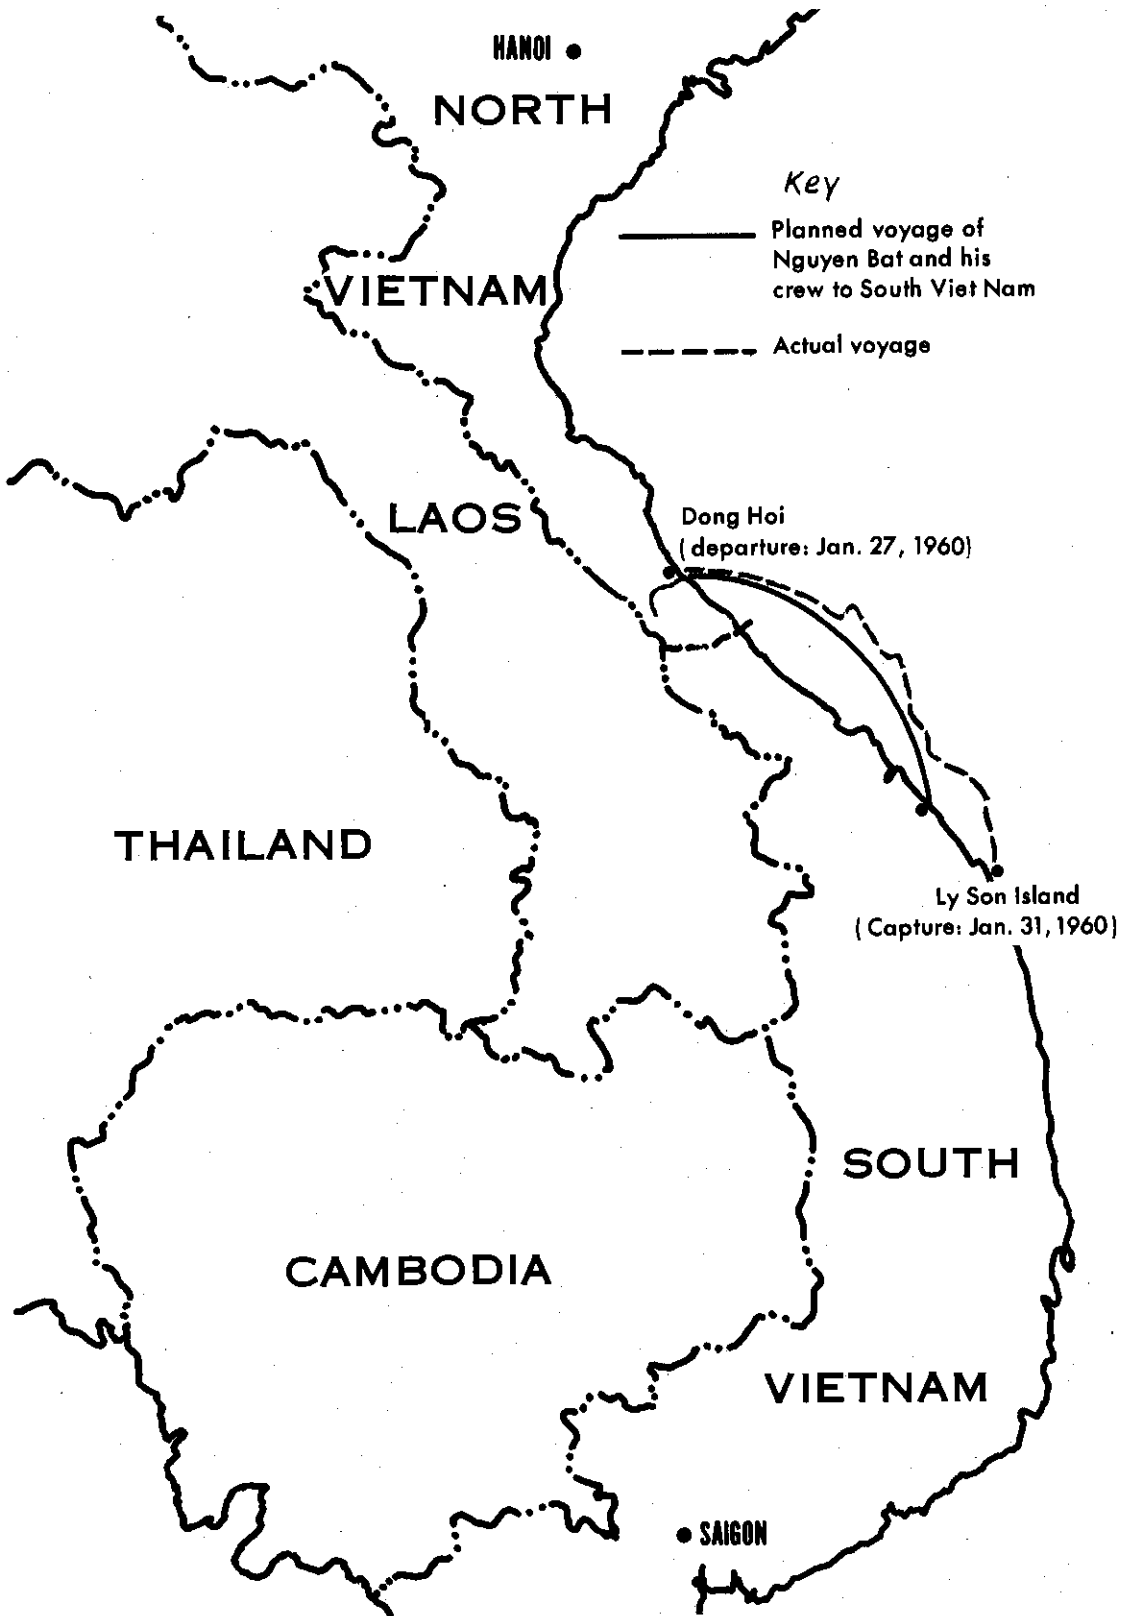 HANOI
NORTH
Key
Planned voyage of
Nguyen Bat and his
crew to South Viet Nam
VIETNAM
Actual voyage
LAOS
Dong Hoi
(departure: Jan. 27, 1960)
THAILAND
Ly Son Island
(Capture: Jan. 31, 1960)
SOUTH
CAMBODIA
VIETNAM
SAIGON